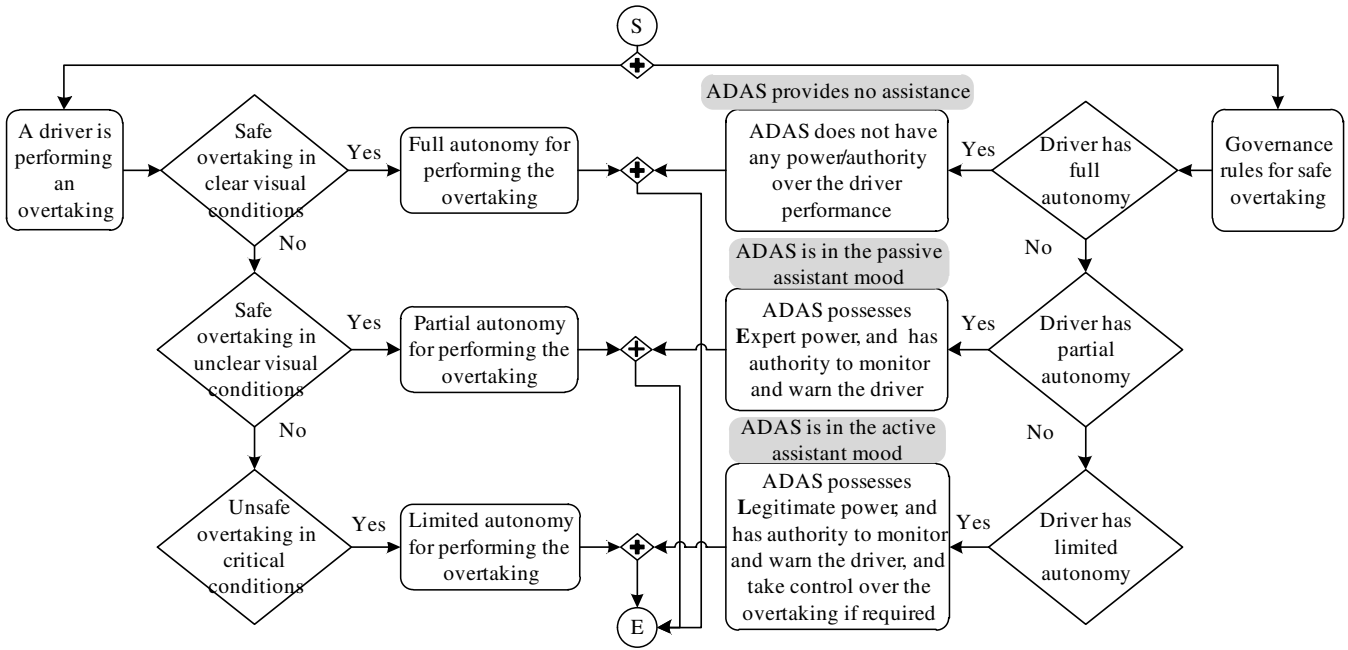 S
ADAS provides no assistance
A driver is
performing
an
overtaking
Safe
overtaking in
clear visual
conditions
Yes
Full autonomy for
performing the
overtaking
ADAS does not have
any power/authority
over the driver
performance
Yes
Driver has
full
autonomy
Governance
rules for safe
overtaking
No
No
ADAS is in the passive
assistant mood
Safe
overtaking in
unclear visual
conditions
Yes
Partial autonomy
for performing the
overtaking
ADAS possesses
Expert power, and has
authority to monitor
and warn the driver
Yes
Driver has
partial
autonomy
No
No
ADAS is in the active
assistant mood
Unsafe
overtaking in
critical
conditions
Yes
Limited autonomy
for performing the
overtaking
ADAS possesses
Legitimate power, and
has authority to monitor
and warn the driver, and
take control over the
overtaking if required
Yes
Driver has
limited
autonomy
E